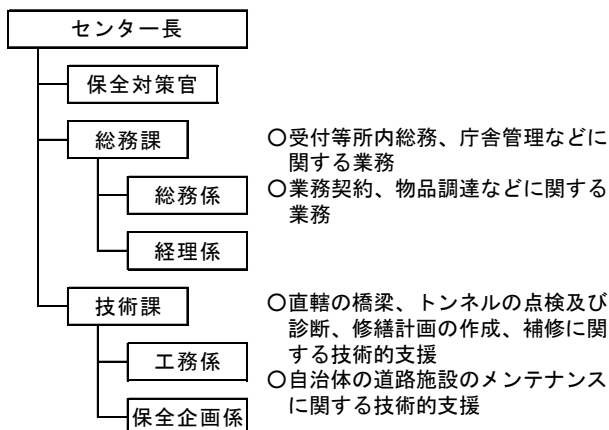 センター長
保全対策官
総務課
○受付等所内総務、庁舎管理などに
関する業務
総務係
○業務契約、物品調達などに関する
業務
経理係
技術課
○直轄の橋梁、トンネルの点検及び
診断、修繕計画の作成、補修に関
する技術的支援
工務係
○自治体の道路施設のメンテナンス
に関する技術的支援
保全企画係